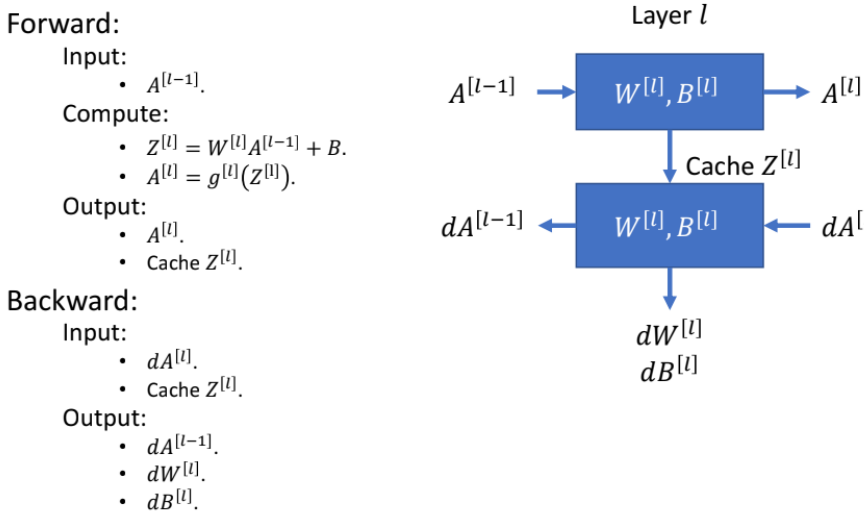 Forward:
Input:
• A^[l−1].
Compute:
• Z^[l] = W^[l]A^[l−1] + B.
• A^[l] = g^[l](Z^[l]).
Output:
• A^[l].
• Cache Z^[l].
Backward:
Input:
• dA^[l].
• Cache Z^[l].
Output:
• dA^[l−1].
• dW^[l].
• dB^[l].
Layer l
A^[l−1] W^[l], B^[l] A^[l]
Cache Z^[l]
dA^[l−1] W^[l], B^[l] dA^[
dW^[l]
dB^[l]